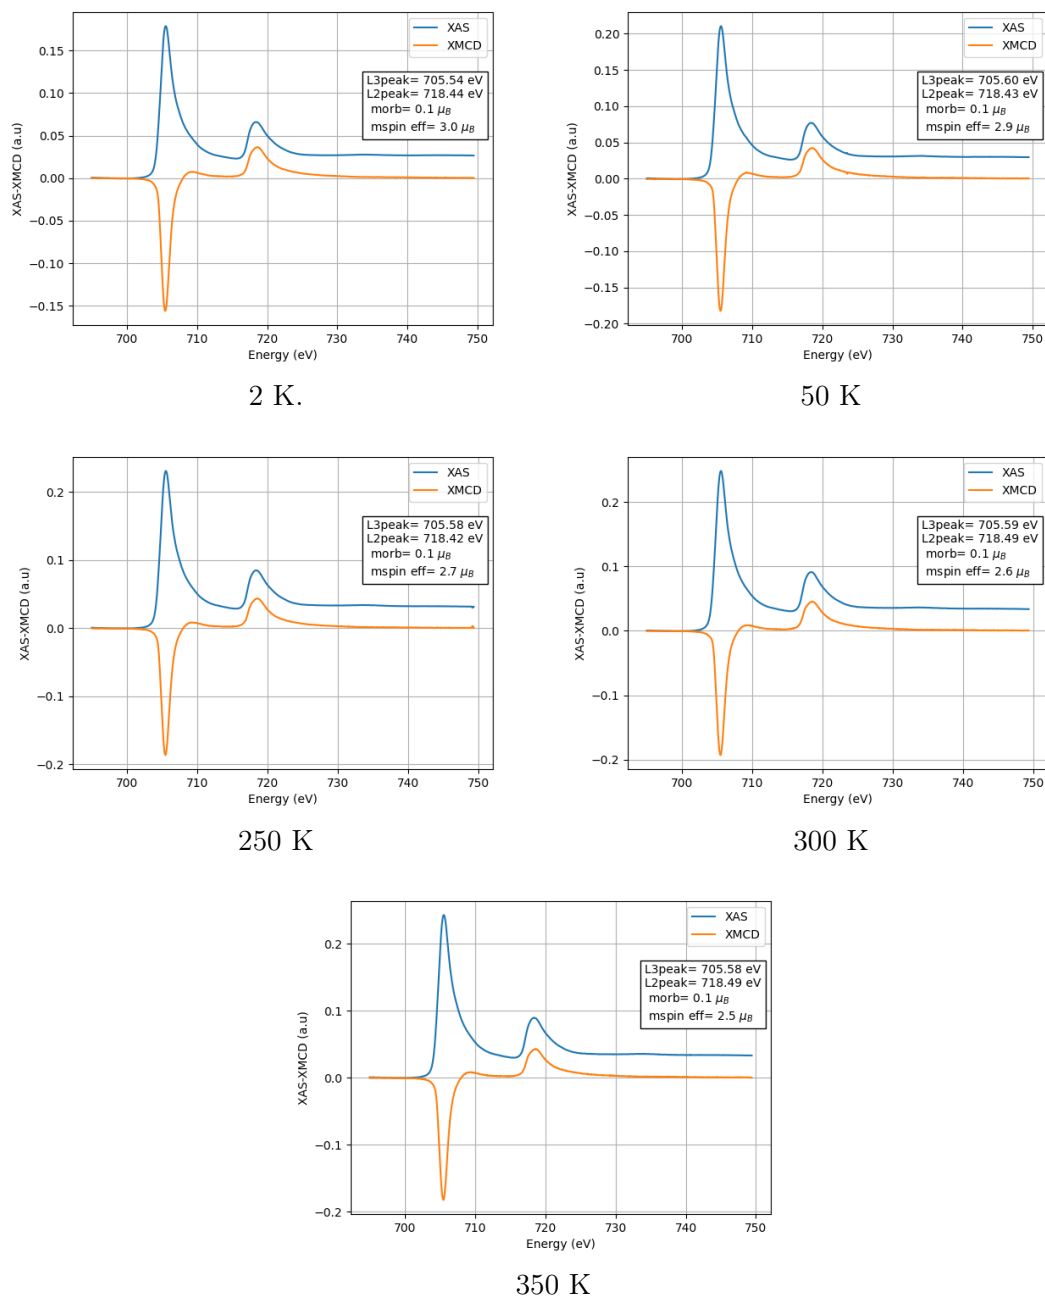 XAS
XMCD
L3peak= 705.54 eV
L2peak= 718.44 eV
morb= 0.1 μB
mspin eff= 3.0 μB
XAS-XMCD (a.u)
0.15
0.10
0.05
0.00
−0.05
−0.10
−0.15
700 710 720 730 740 750
Energy (eV)
2 K.
XAS
XMCD
L3peak= 705.60 eV
L2peak= 718.43 eV
morb= 0.1 μB
mspin eff= 2.9 μB
XAS-XMCD (a.u)
0.20
0.15
0.10
0.05
0.00
−0.05
−0.10
−0.15
−0.20
700 710 720 730 740 750
Energy (eV)
50 K
XAS
XMCD
L3peak= 705.58 eV
L2peak= 718.42 eV
morb= 0.1 μB
mspin eff= 2.7 μB
XAS-XMCD (a.u)
0.2
0.1
0.0
−0.1
−0.2
700 710 720 730 740 750
Energy (eV)
250 K
XAS
XMCD
L3peak= 705.59 eV
L2peak= 718.49 eV
morb= 0.1 μB
mspin eff= 2.6 μB
XAS-XMCD (a.u)
0.2
0.1
0.0
−0.1
−0.2
700 710 720 730 740 750
Energy (eV)
300 K
XAS
XMCD
L3peak= 705.58 eV
L2peak= 718.49 eV
morb= 0.1 μB
mspin eff= 2.5 μB
XAS-XMCD (a.u)
0.2
0.1
0.0
−0.1
−0.2
700 710 720 730 740 750
Energy (eV)
350 K